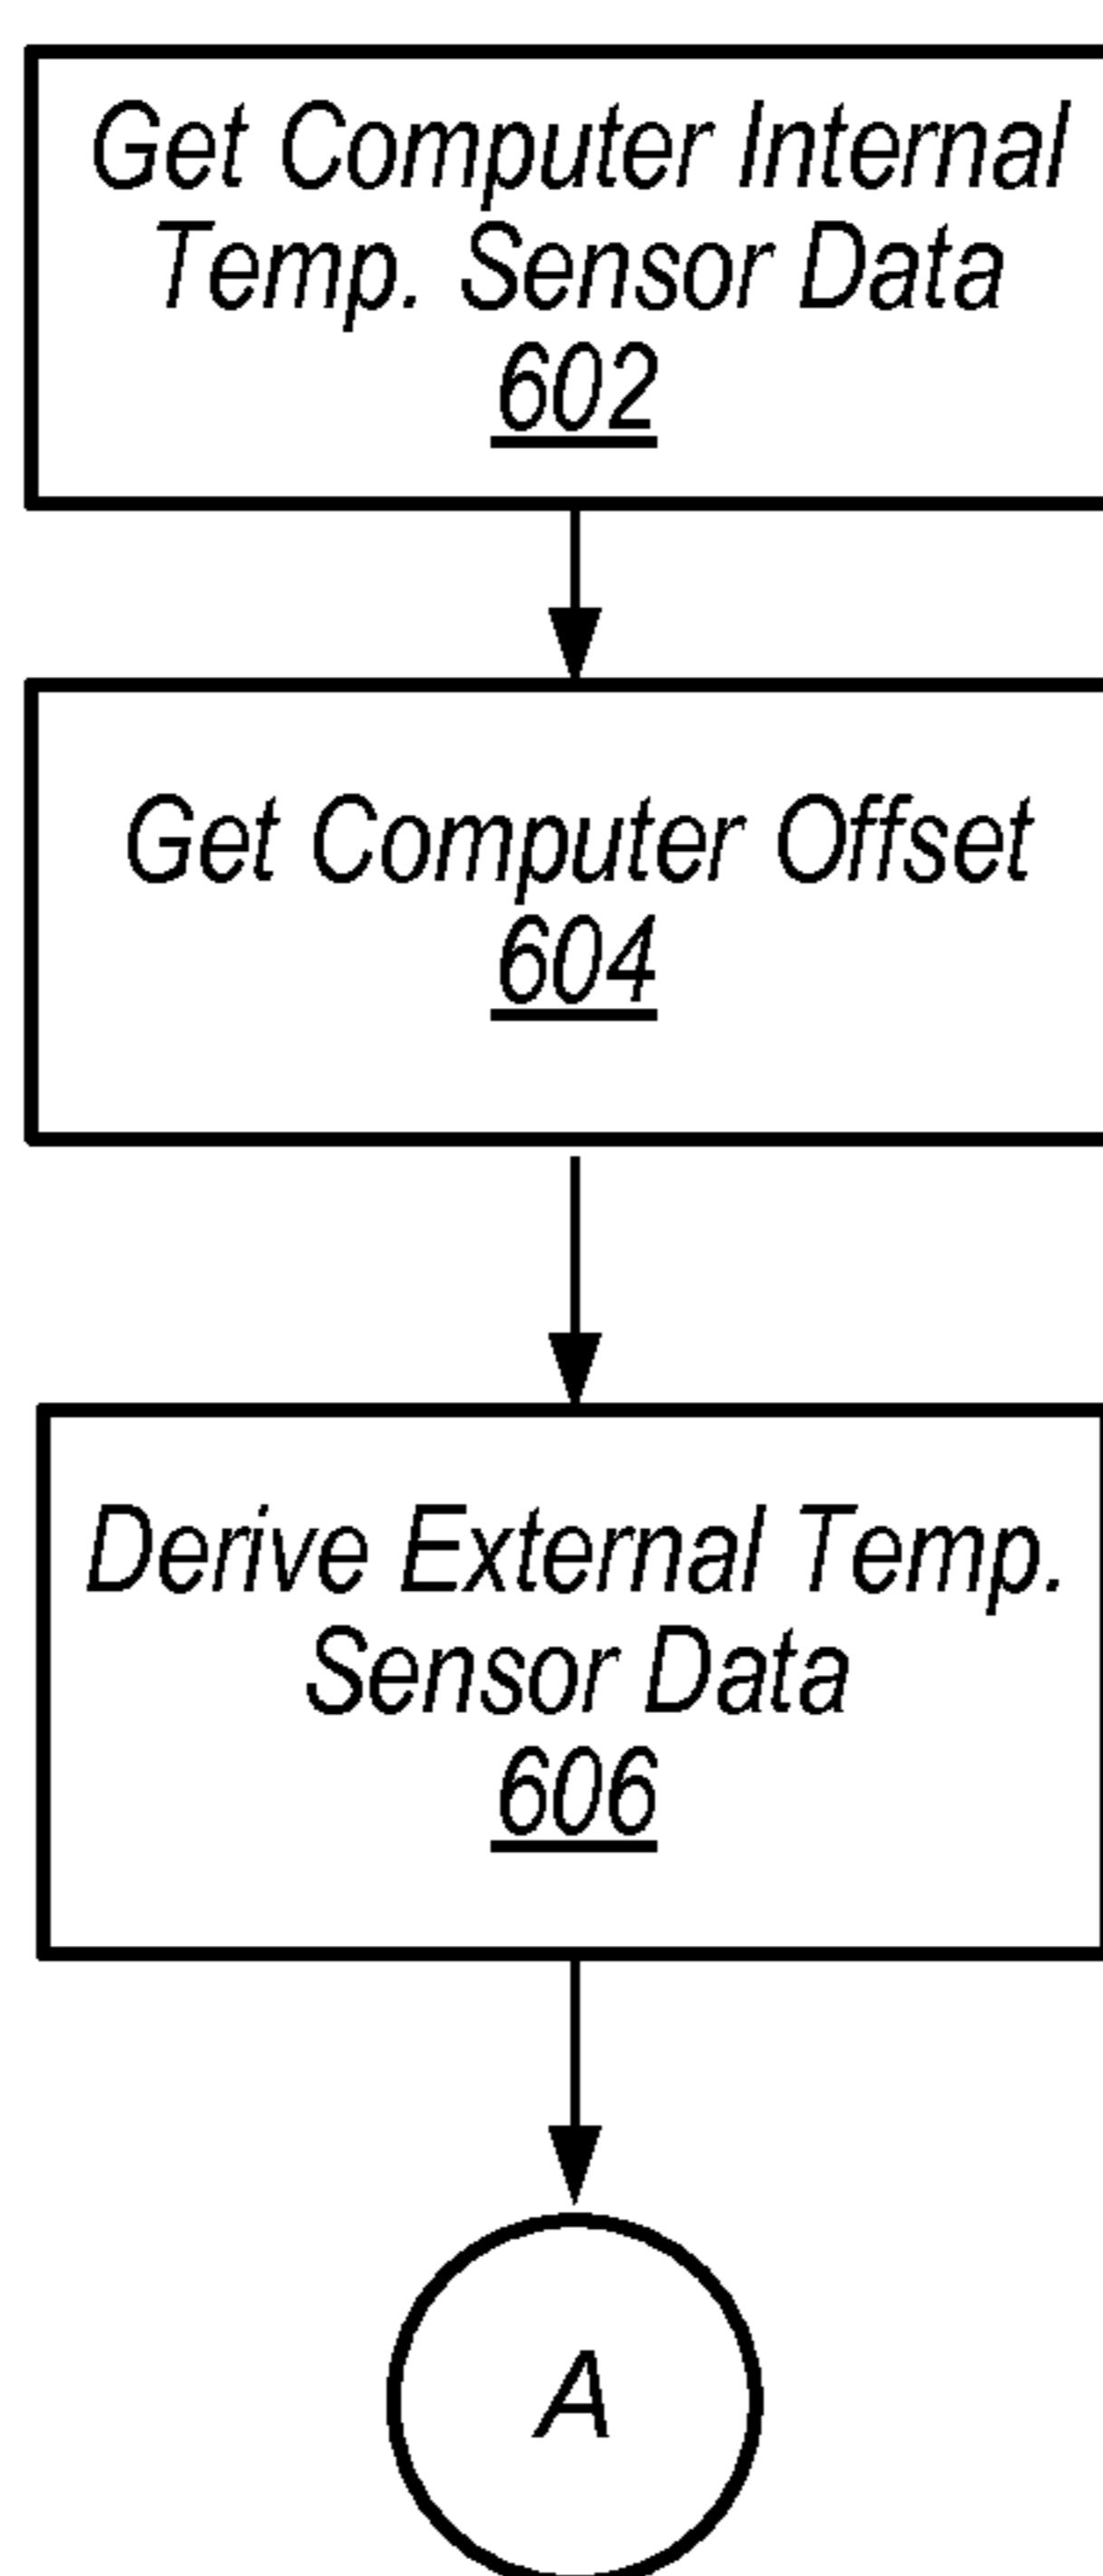 Get Computer Internal
Temp. Sensor Data
602
Get Computer Offset
604
Derive External Temp.
Sensor Data
606
A